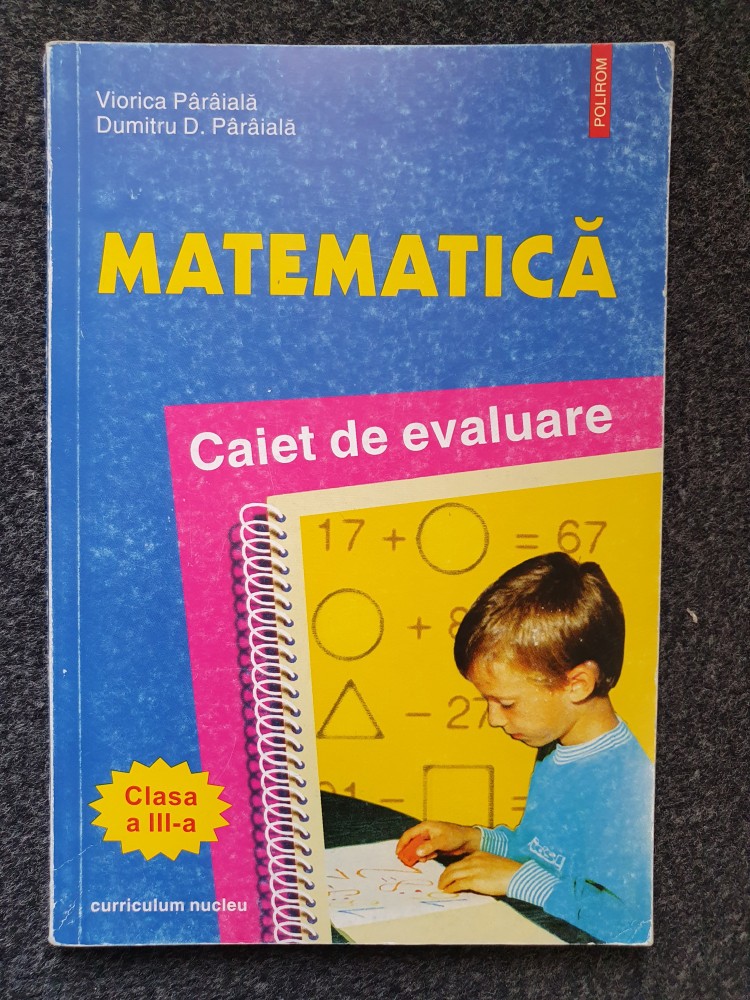 Viorica Pârâială
Dumitru D. Pârâială
POLIROM
MATEMATICĂ
Caiet de evaluare
17 + = 67
+ 8
- 27
- =
Clasa
a III-a
curriculum nucleu